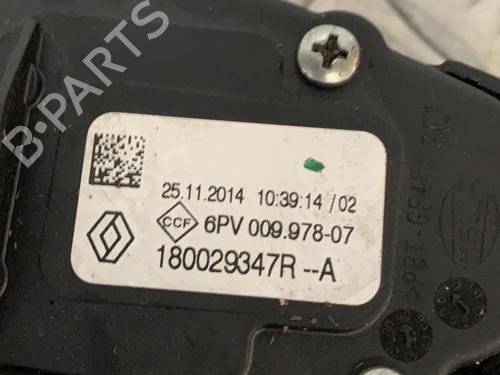 B-PARTS
25.11.2014 10:39:14 /02
CCF 6PV 009.978-07
180029347R --A